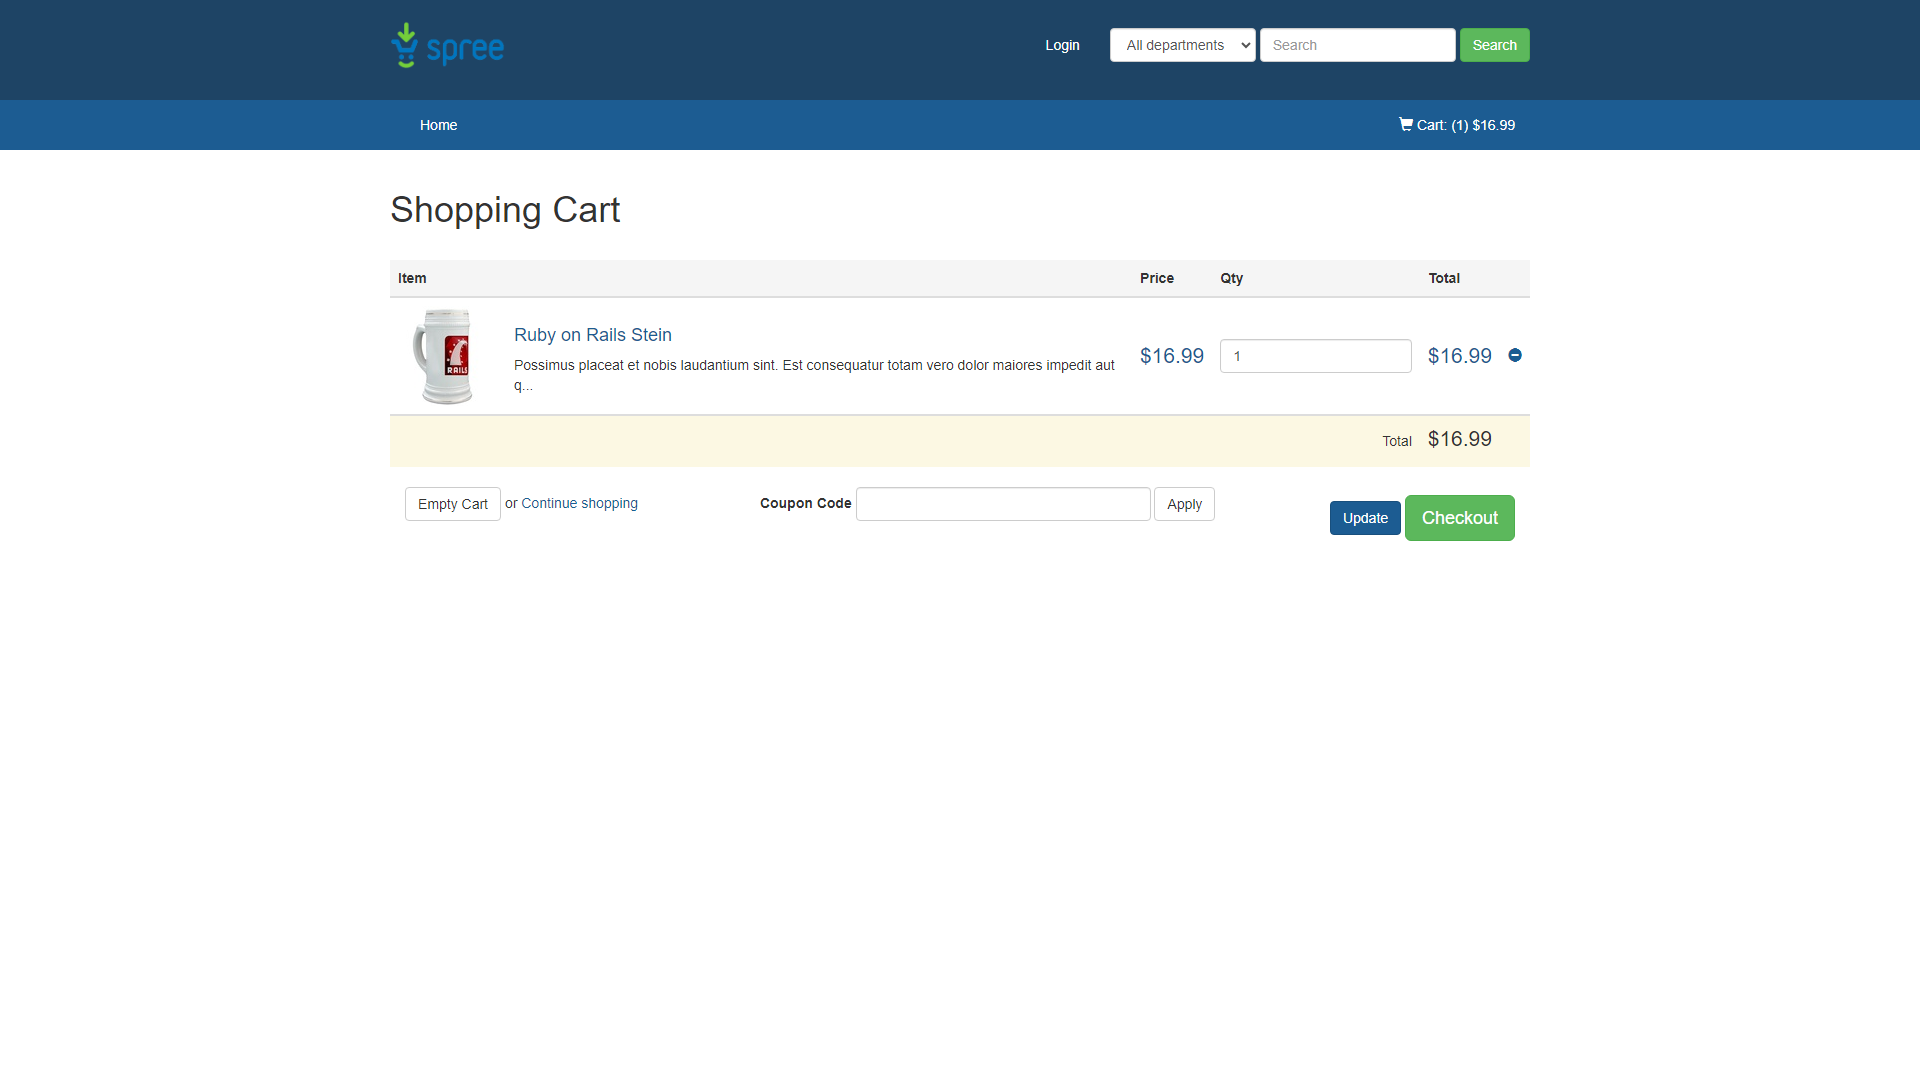 spree
Login
All departments
Search
Search
Home
Cart: (1) $16.99
Shopping Cart
Item Price Qty Total
RAILS
Ruby on Rails Stein
Possimus placeat et nobis laudantium sint. Est consequatur totam vero dolor maiores impedit aut
q...
$16.99 1 $16.99
Total $16.99
Empty Cart or Continue shopping
Coupon Code Apply
Update Checkout